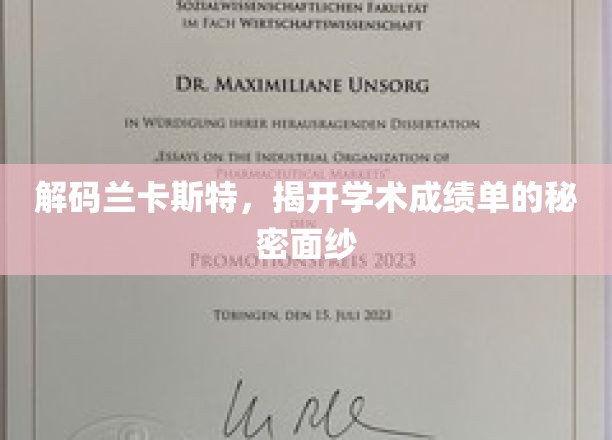 SOZIALWISSENSCHAFTLICHEN FAKULTÄT
IM FACH WIRTSCHAFTSWISSENSCHAFT
DR. MAXIMILIANE UNSORG
IN WÜRDIGUNG IHRER HERAUSRAGENDEN DISSERTATION
„ESSAYS ON THE INDUSTRIAL ORGANIZATION OF
PHARMACEUTICAL MARKETS"
解码兰卡斯特，揭开学术成绩单的秘
密面纱
PROMOTIONSPREIS 2023
TÜBINGEN, DEN 15. JULI 2023